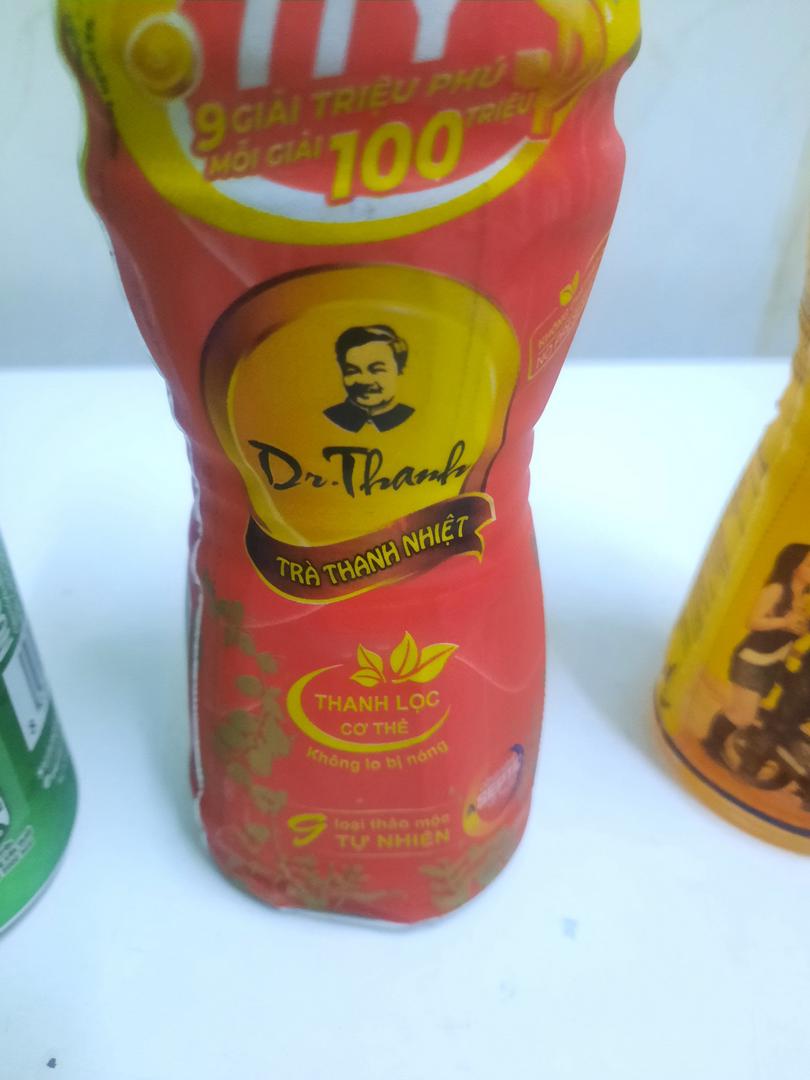 9 GIẢI TRIỆU PHÚ
MỖI GIẢI 100 TRIỆU
Dr.Thanh
TRÀ THANH NHIỆT
THANH LỌC
CƠ THỂ
Không lo bị nóng
9 loại thảo mộc
TỰ NHIÊN